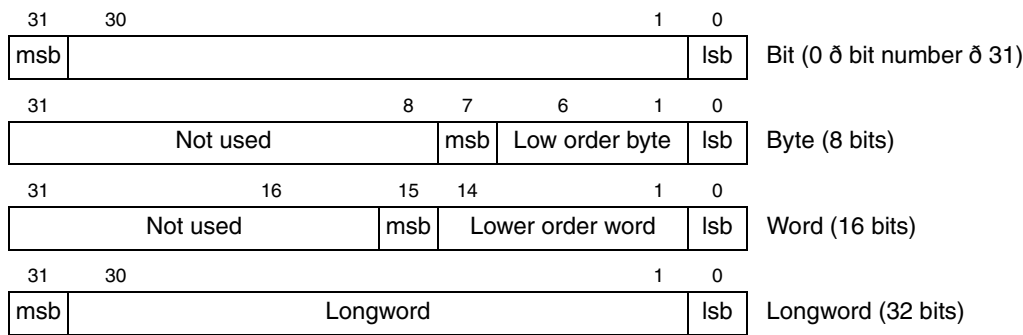 31 30 1 0
msb lsb Bit (0 ð bit number ð 31)
31 8 7 6 1 0
Not used msb Low order byte lsb Byte (8 bits)
31 16 15 14 1 0
Not used msb Lower order word lsb Word (16 bits)
31 30 1 0
msb Longword lsb Longword (32 bits)